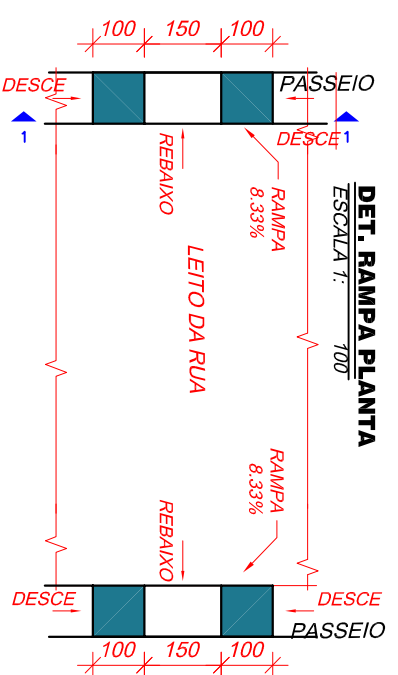 100 150 100
DESCE
PASSEIO
DESCE
1
1
REBAIXO
RAMPA
8.33%
DET. RAMPA PLANTA
ESCALA 1: 100
LEITO DA RUA
RAMPA
8.33%
REBAIXO
DESCE
DESCE
PASSEIO
100 150 100